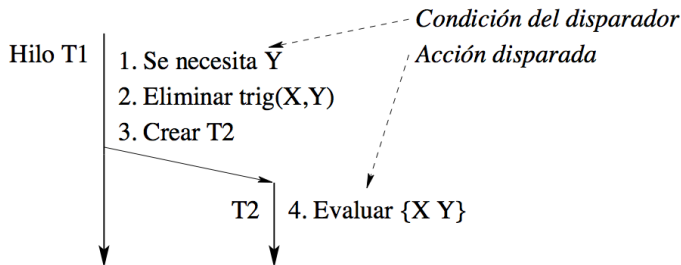 Condición del disparador
Hilo T1
1. Se necesita Y
Acción disparada
2. Eliminar trig(X,Y)
3. Crear T2
T2
4. Evaluar {X Y}